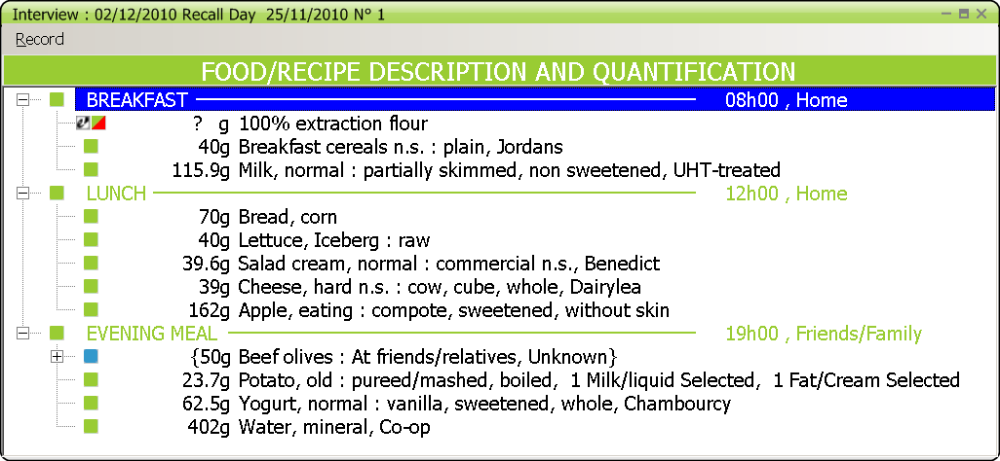 Interview : 02/12/2010 Recall Day 25/11/2010 N° 1
Record
FOOD/RECIPE DESCRIPTION AND QUANTIFICATION
BREAKFAST 08h00 , Home
? g 100% extraction flour
40g Breakfast cereals n.s. : plain, Jordans
115.9g Milk, normal : partially skimmed, non sweetened, UHT-treated
LUNCH 12h00 , Home
70g Bread, corn
40g Lettuce, Iceberg : raw
39.6g Salad cream, normal : commercial n.s., Benedict
39g Cheese, hard n.s. : cow, cube, whole, Dairylea
162g Apple, eating : compote, sweetened, without skin
EVENING MEAL 19h00 , Friends/Family
{50g Beef olives : At friends/relatives, Unknown}
23.7g Potato, old : pureed/mashed, boiled, 1 Milk/liquid Selected, 1 Fat/Cream Selected
62.5g Yogurt, normal : vanilla, sweetened, whole, Chambourcy
402g Water, mineral, Co-op